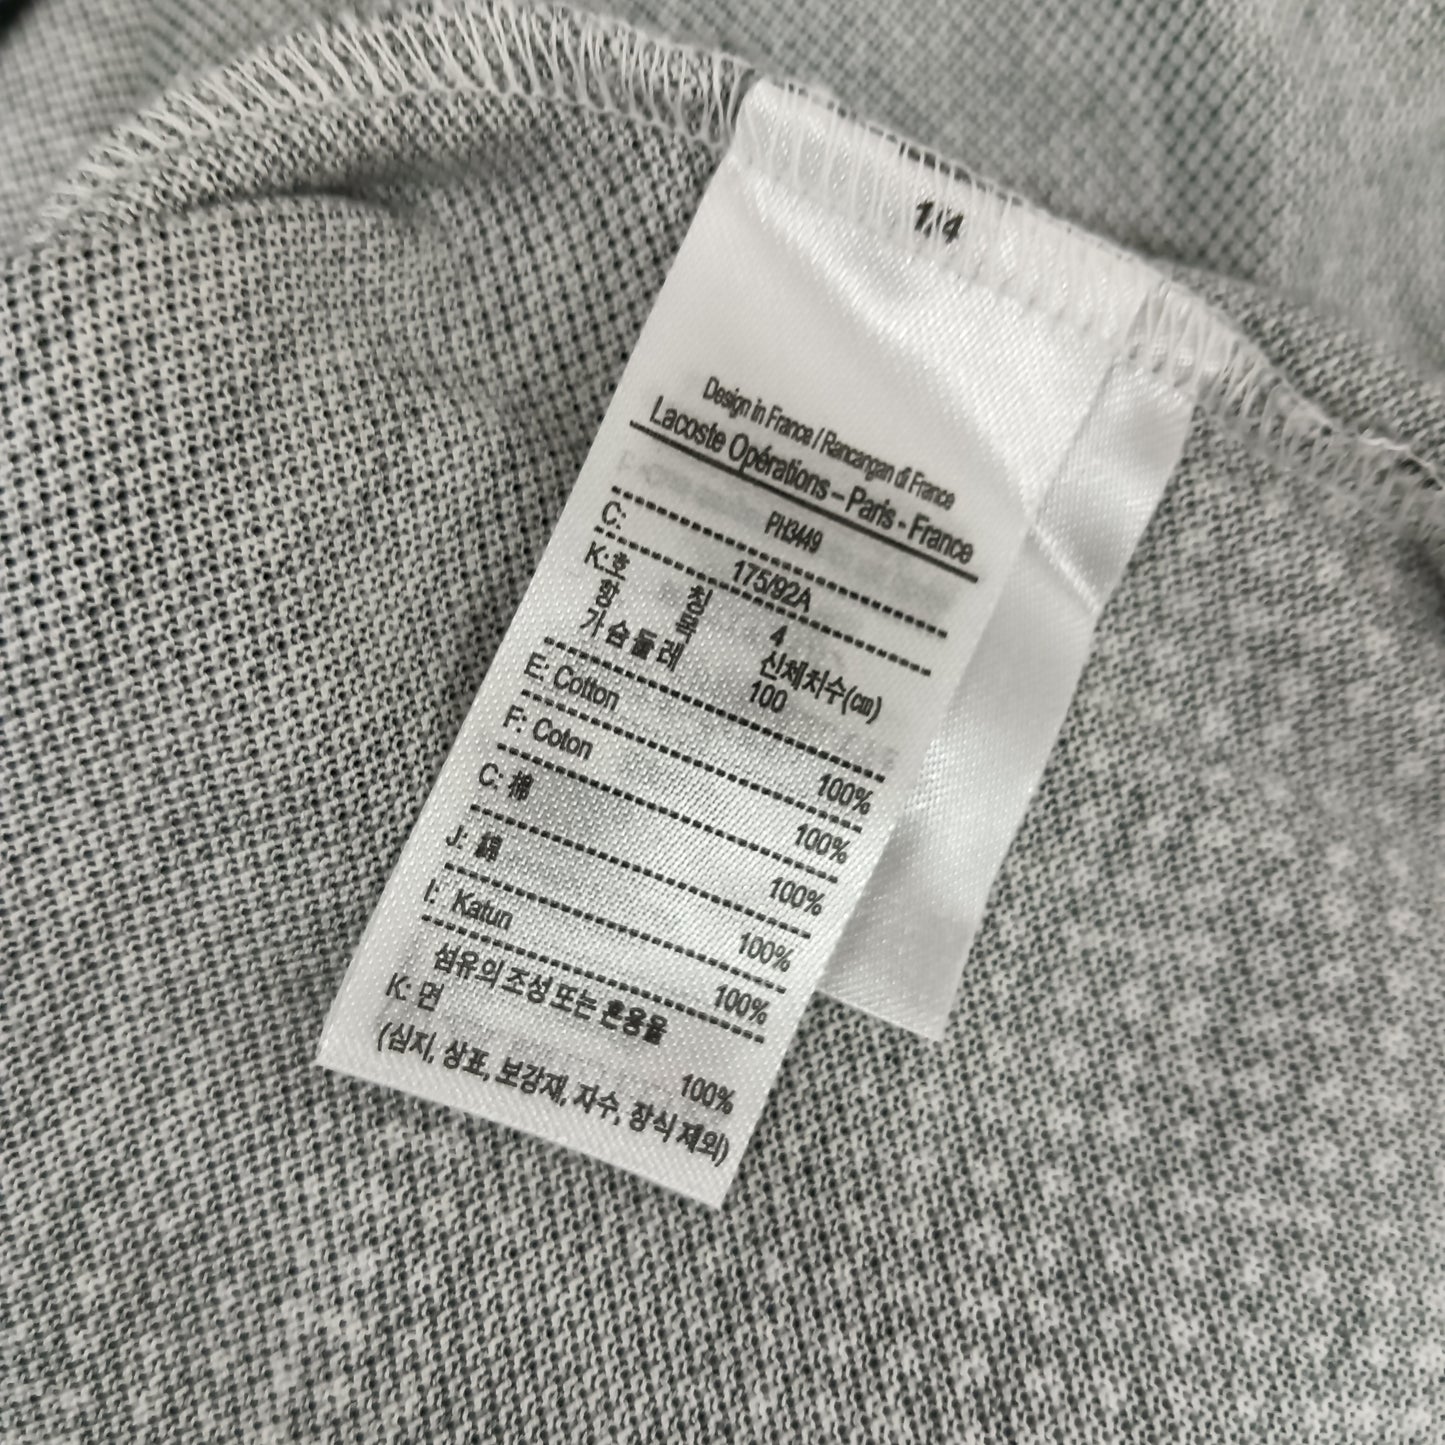 1/4
Design in France / Rancangan di France
Lacoste Opérations – Paris - France
PH3449
C: 175/92A
K: 호칭 4
항목 신체치수(cm)
가슴둘레 100
E: Cotton 100%
F: Coton 100%
C: 棉 100%
J: 綿 100%
I: Katun 100%
섬유의 조성 또는 혼용율
K: 면 100%
(심지, 상표, 보강재, 자수, 장식 제외)